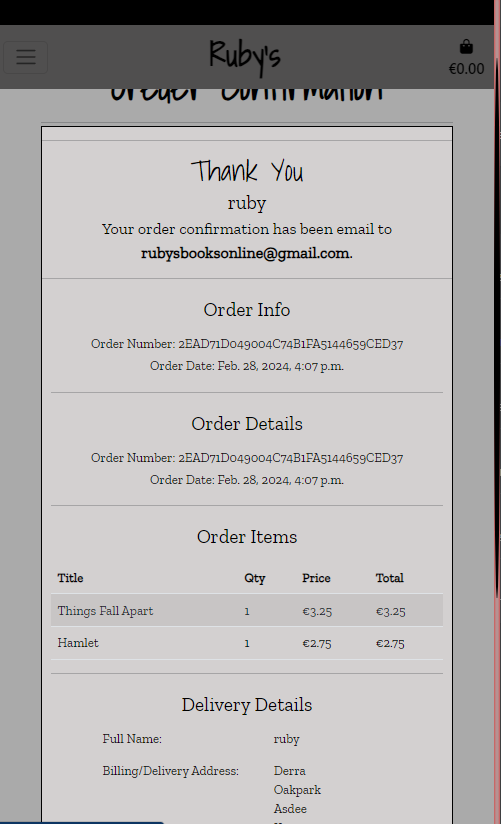 Ruby's
€0.00
Order Confirmation
Thank You
ruby
Your order confirmation has been email to
rubysbooksonline@gmail.com.
Order Info
Order Number: 2EAD71D049004C74B1FA5144659CED37
Order Date: Feb. 28, 2024, 4:07 p.m.
Order Details
Order Number: 2EAD71D049004C74B1FA5144659CED37
Order Date: Feb. 28, 2024, 4:07 p.m.
Order Items
Title Qty Price Total
Things Fall Apart 1 €3.25 €3.25
Hamlet 1 €2.75 €2.75
Delivery Details
Full Name: ruby
Billing/Delivery Address: Derra
Oakpark
Asdee